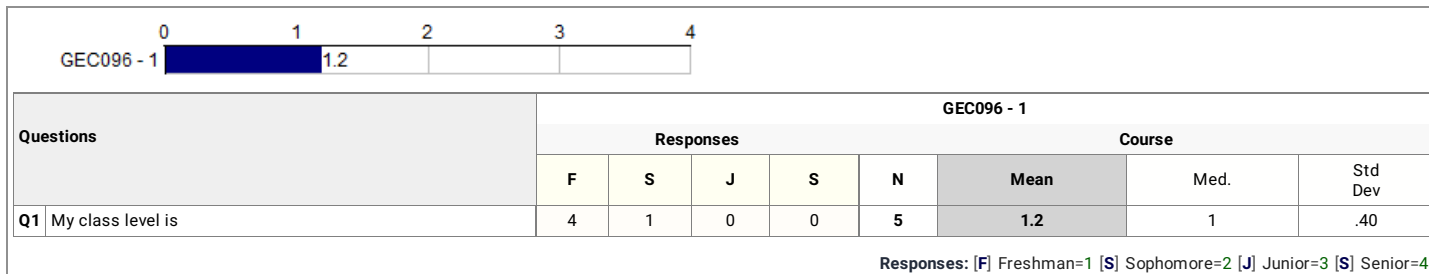 0 1 2 3 4
GEC096 - 1 1.2
Questions GEC096 - 1
Responses Course
F S J S N Mean Med. Std Dev
Q1 My class level is 4 1 0 0 5 1.2 1 .40
Responses: [F] Freshman=1 [S] Sophomore=2 [J] Junior=3 [S] Senior=4